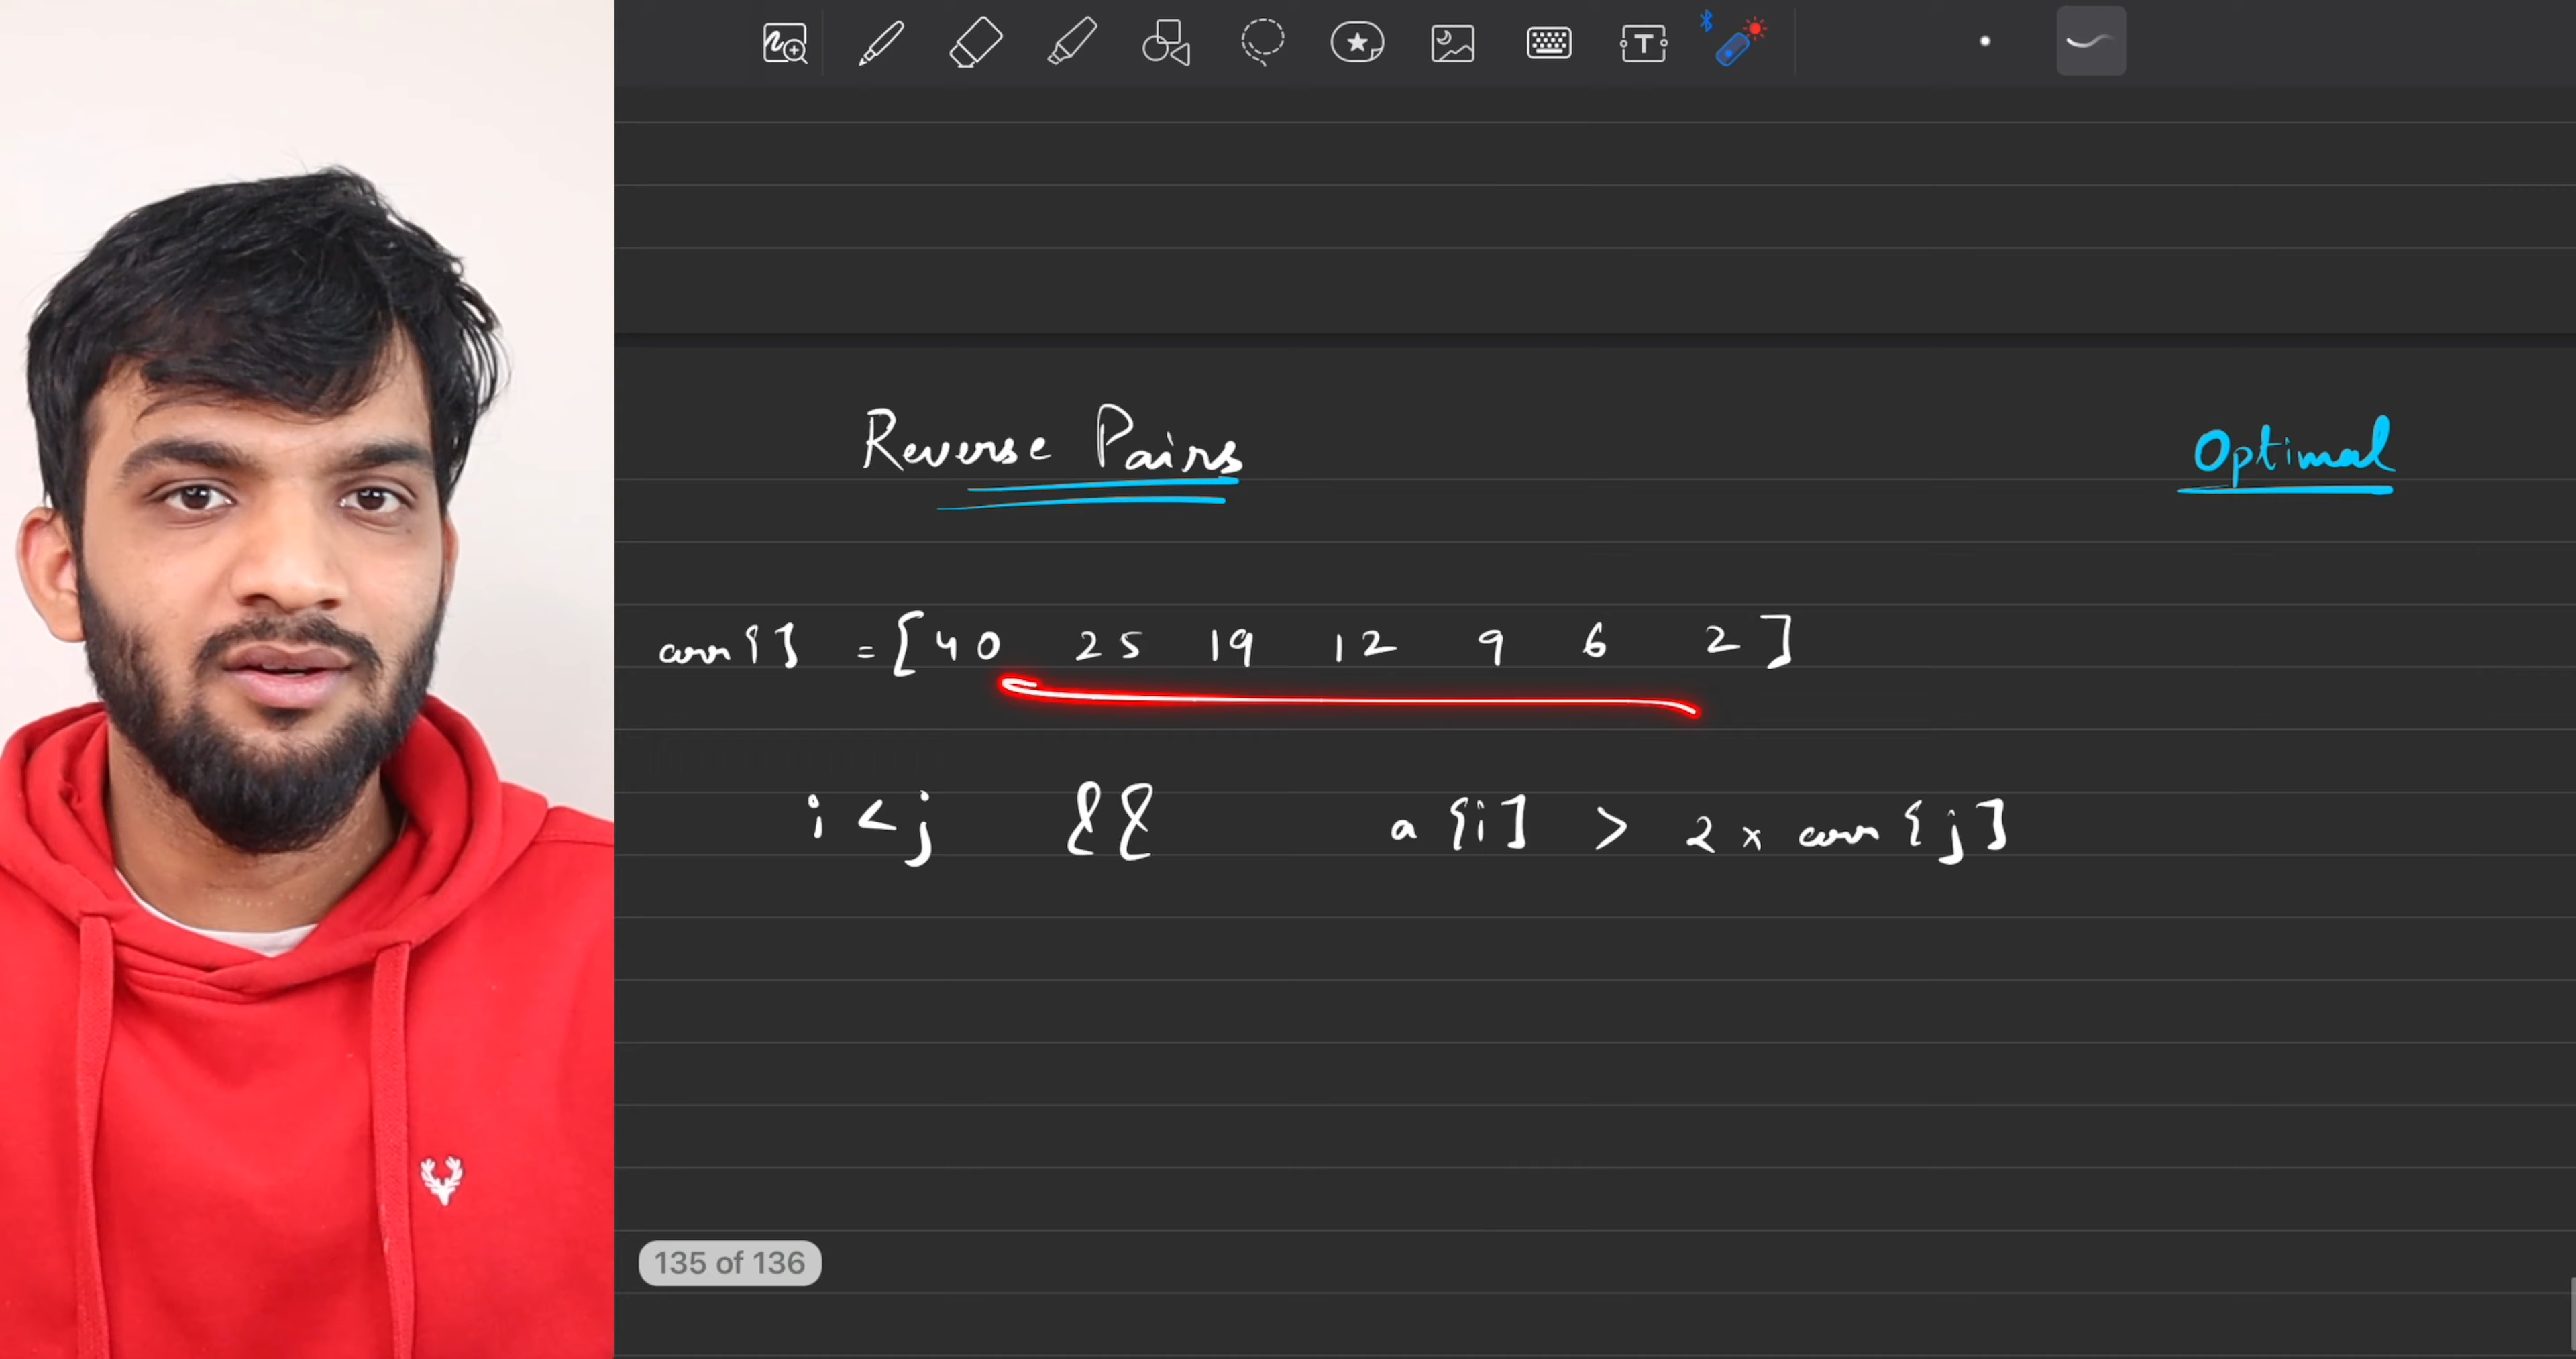 Reverse Pairs
Optimal
arr[] = [40 25 19 12 9 6 2]
i < j && a[i] > 2 x arr[j]
135 of 136